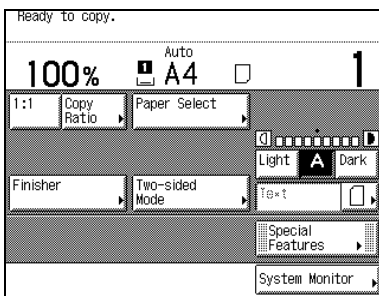 Ready to copy.
100%
1
Auto
A4
1
1:1
Copy
Ratio
Paper Select
Light
A
Dark
Finisher
Two-sided
Mode
Text
Special
Features
System Monitor